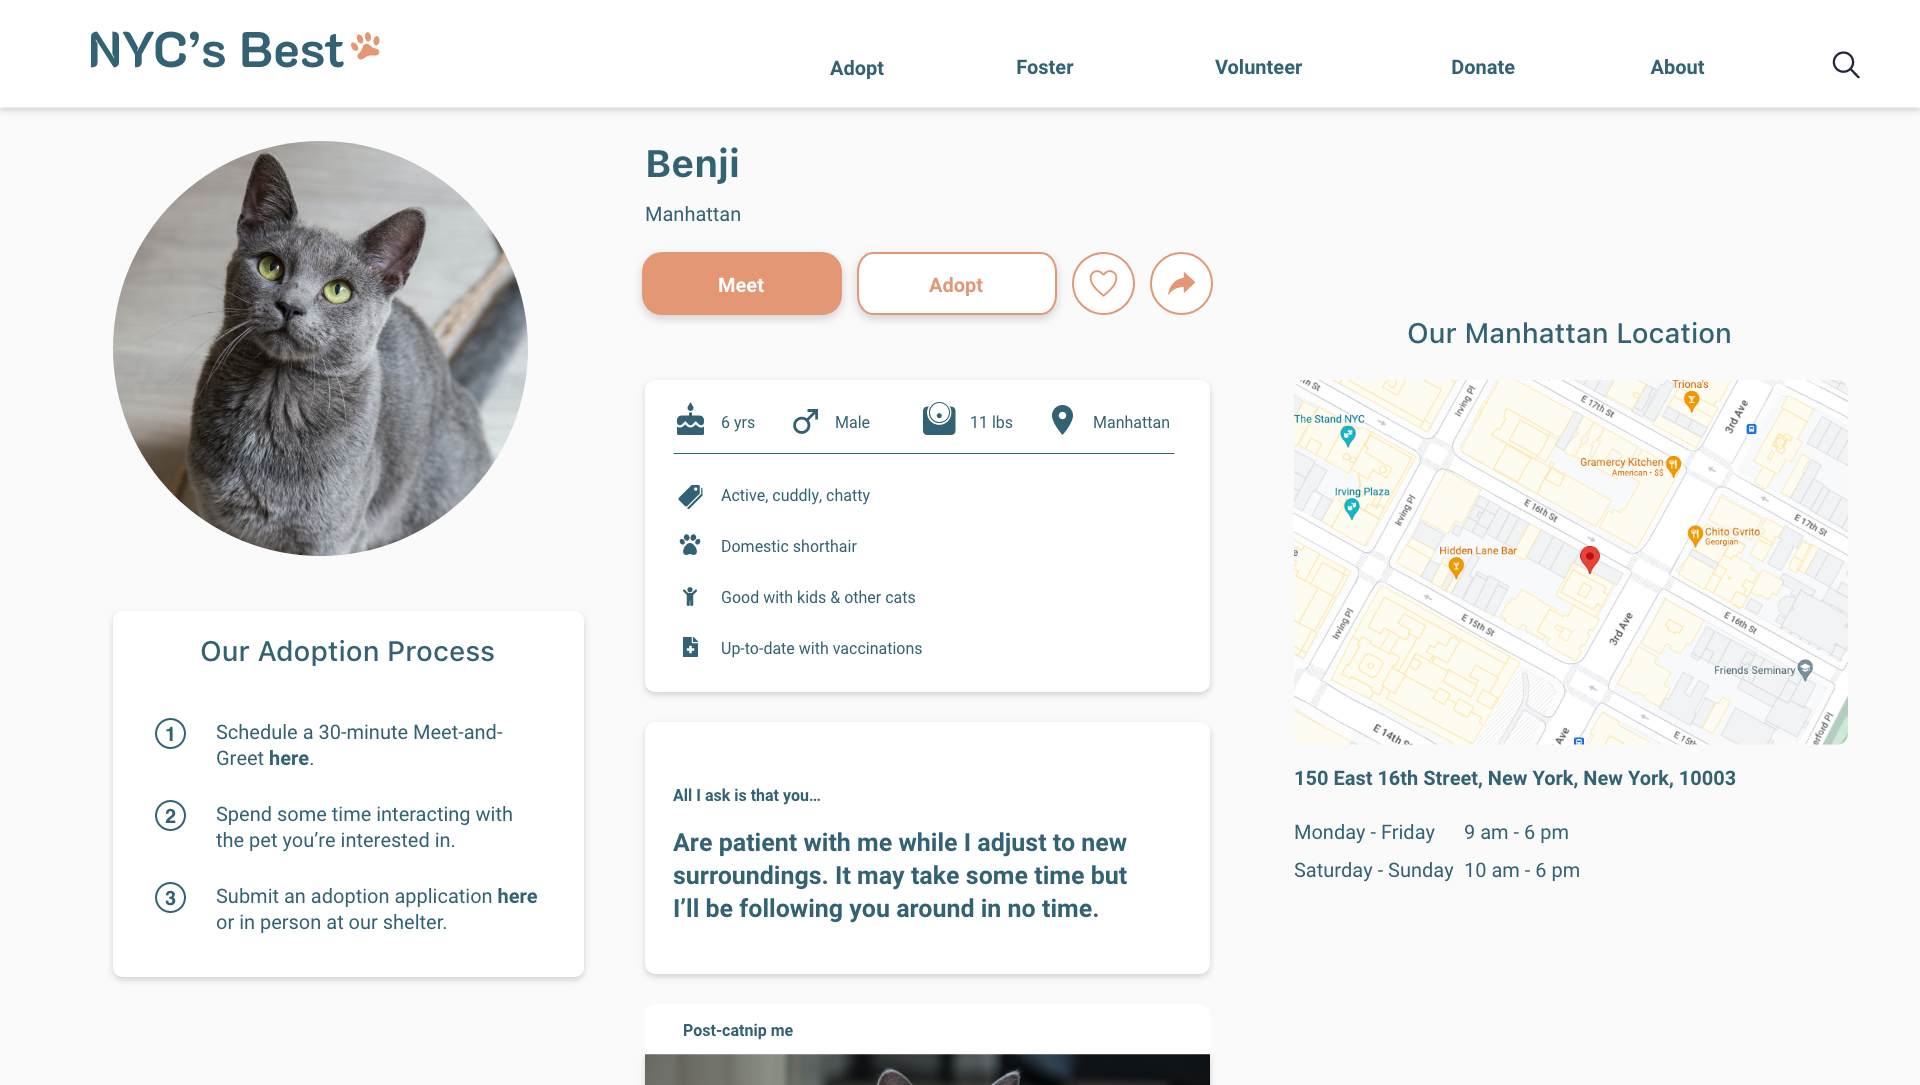 NYC's Best
Adopt
Foster
Volunteer
Donate
About
Benji
Manhattan
Meet
Adopt
6 yrs
Male
11 lbs
Manhattan
Active, cuddly, chatty
Domestic shorthair
Good with kids & other cats
Up-to-date with vaccinations
Our Adoption Process
1
Schedule a 30-minute Meet-and-
Greet here.
2
Spend some time interacting with
the pet you're interested in.
3
Submit an adoption application here
or in person at our shelter.
All I ask is that you…
Are patient with me while I adjust to new
surroundings. It may take some time but
I'll be following you around in no time.
Post-catnip me
Our Manhattan Location
Triona's
Irving Pl
E 17th St
3rd Ave
The Stand NYC
Gramercy Kitchen
American • $$
Irving Plaza
Irving Pl
E 16th St
E 17th St
Chito Gvrito
Georgian
Hidden Lane Bar
Irving Pl
E 15th St
3rd Ave
E 16th St
Friends Seminary
E 14th
Ave
E 15th
150 East 16th Street, New York, New York, 10003
Monday - Friday 9 am - 6 pm
Saturday - Sunday 10 am - 6 pm